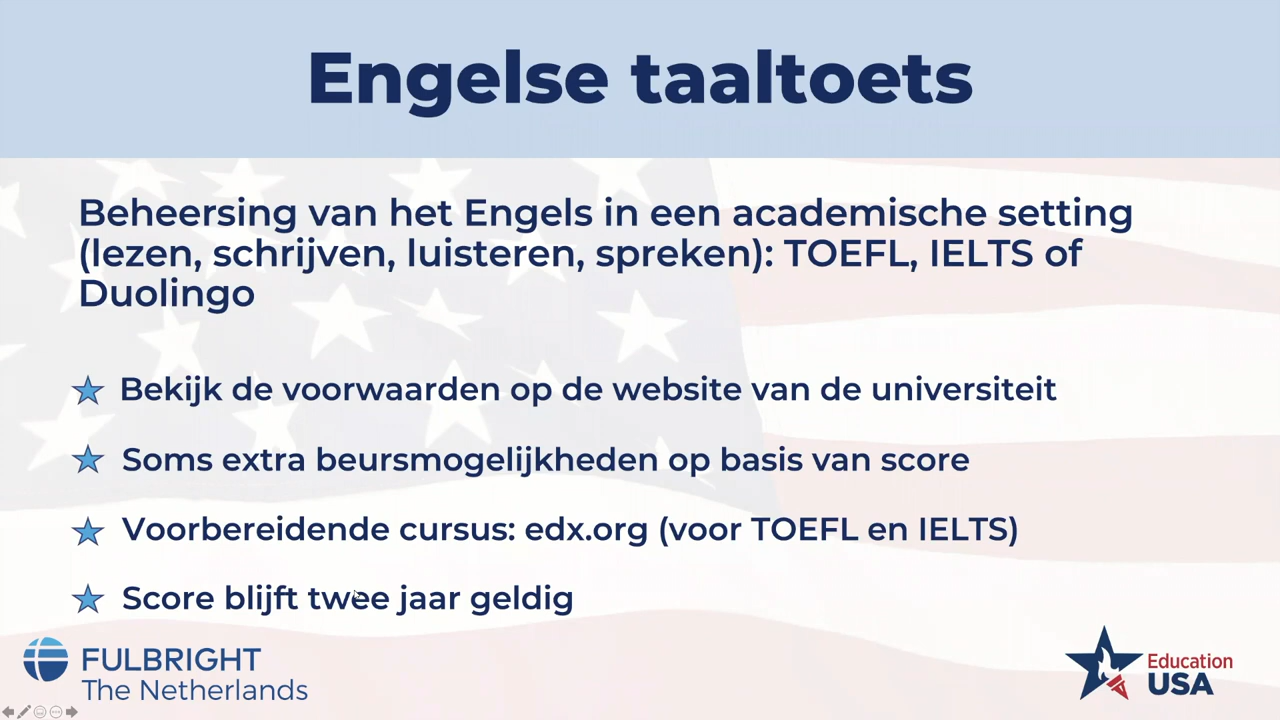 Engelse taaltoets
Beheersing van het Engels in een academische setting
(lezen, schrijven, luisteren, spreken): TOEFL, IELTS of
Duolingo
Bekijk de voorwaarden op de website van de universiteit
Soms extra beursmogelijkheden op basis van score
Voorbereidende cursus: edx.org (voor TOEFL en IELTS)
Score blijft twee jaar geldig
FULBRIGHT
The Netherlands
Education
USA